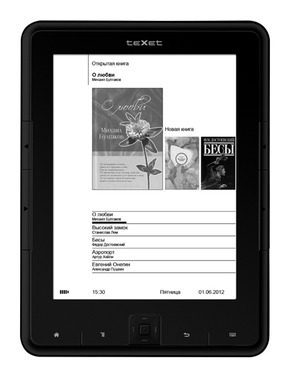 TEXET
Открытая книга
О любви
Михаил Булгаков
О любви
Михаил
Булгаков
Новая книга
БЕСЫ
О любви
Михаил Булгаков
Высокий замок
Станислав Лем
Бесы
Федор Достоевский
Аэропорт
Артур Хейли
Евгений Онегин
Александр Пушкин
15:30 Пятница 01.06.2012